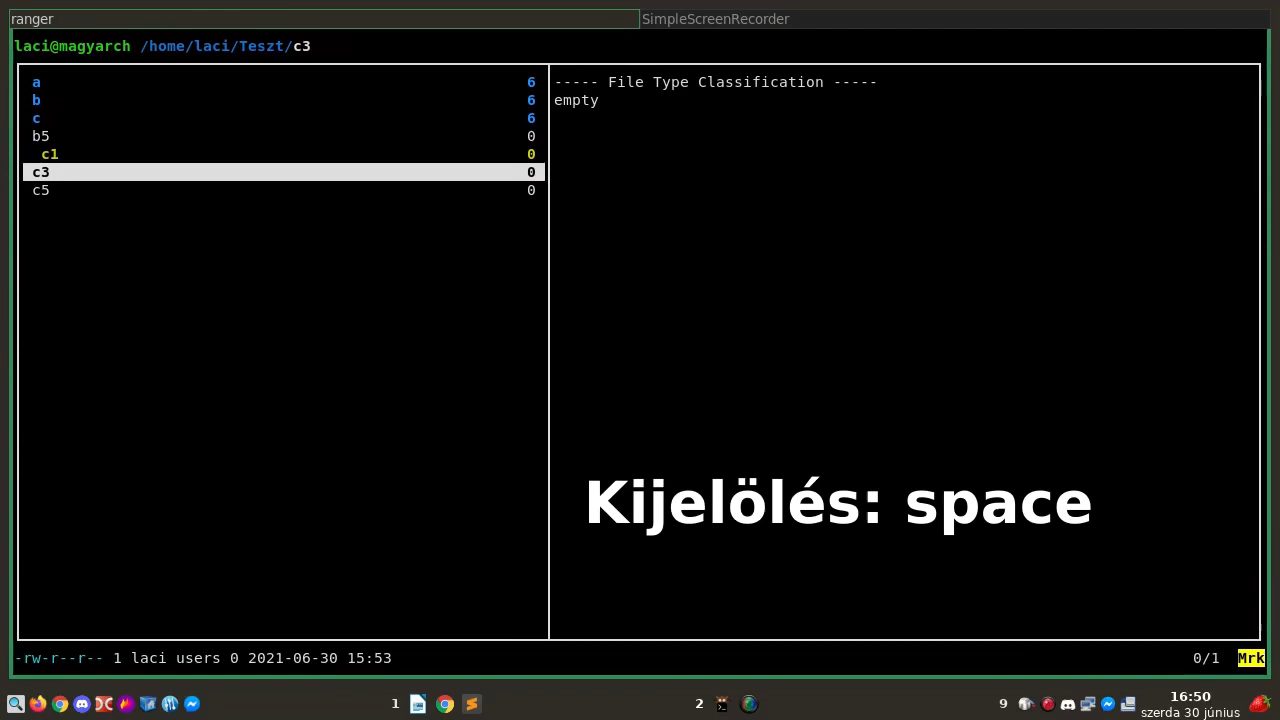 ranger
SimpleScreenRecorder
laci@magyarch /home/laci/Teszt/c3
a 6
b 6
c 6
b5 0
c1 0
c3 0
c5 0
----- File Type Classification -----
empty
Kijelölés: space
-rw-r--r-- 1 laci users 0 2021-06-30 15:53
0/1 Mrk
1
2
9
16:50
szerda 30 június